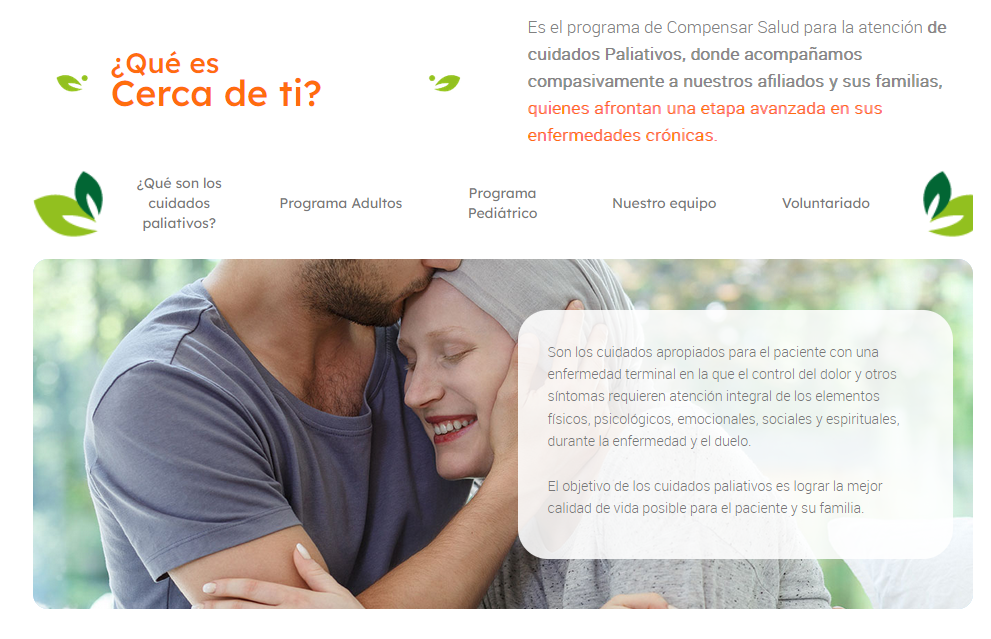 ¿Qué es
Cerca de ti?
Es el programa de Compensar Salud para la atención de
cuidados Paliativos, donde acompañamos
compasivamente a nuestros afiliados y sus familias,
quienes afrontan una etapa avanzada en sus
enfermedades crónicas.
¿Qué son los
cuidados
paliativos?
Programa Adultos
Programa
Pediátrico
Nuestro equipo
Voluntariado
Son los cuidados apropiados para el paciente con una
enfermedad terminal en la que el control del dolor y otros
síntomas requieren atención integral de los elementos
físicos, psicológicos, emocionales, sociales y espirituales,
durante la enfermedad y el duelo.
El objetivo de los cuidados paliativos es lograr la mejor
calidad de vida posible para el paciente y su familia.